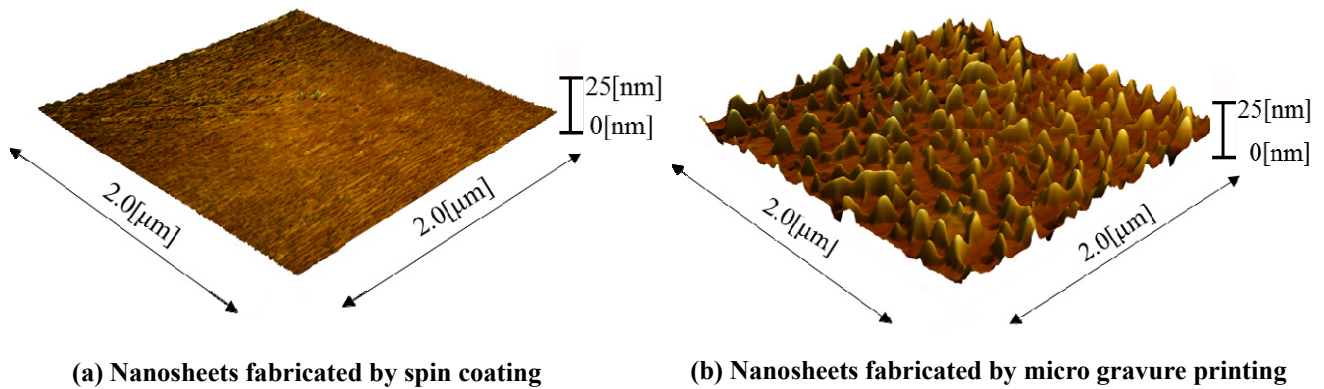 25[nm]
0[nm]
2.0[μm]
2.0[μm]
(a) Nanosheets fabricated by spin coating
25[nm]
0[nm]
2.0[μm]
2.0[μm]
(b) Nanosheets fabricated by micro gravure printing